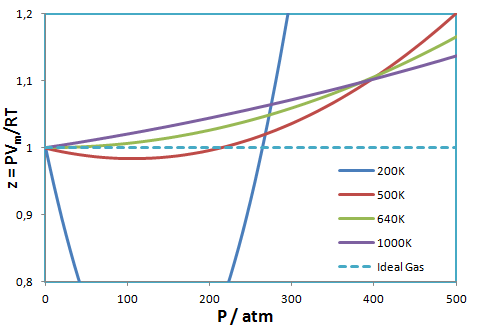 1,2
1,1
1
0,9
0,8
z = PVm/RT
200K
500K
640K
1000K
Ideal Gas
0 100 200 300 400 500
P / atm